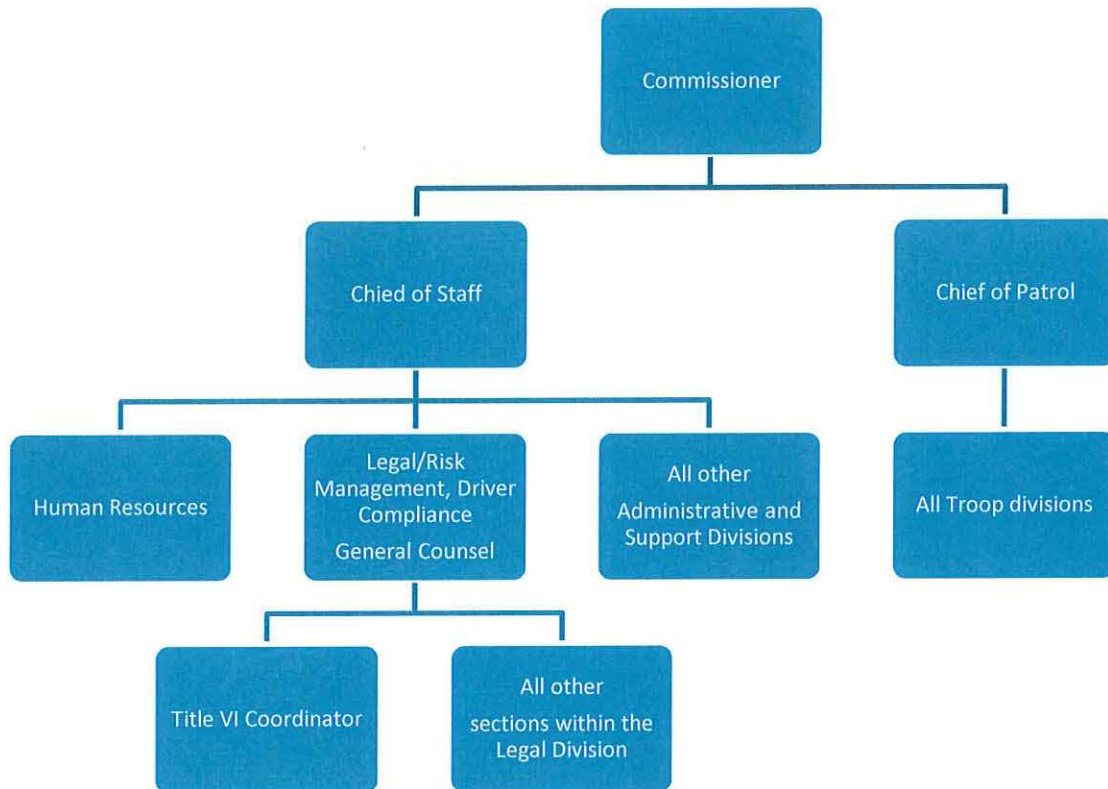 Commissioner
Chied of Staff
Chief of Patrol
Human Resources
Legal/Risk
Management, Driver
Compliance
General Counsel
All other
Administrative and
Support Divisions
All Troop divisions
Title VI Coordinator
All other
sections within the
Legal Division